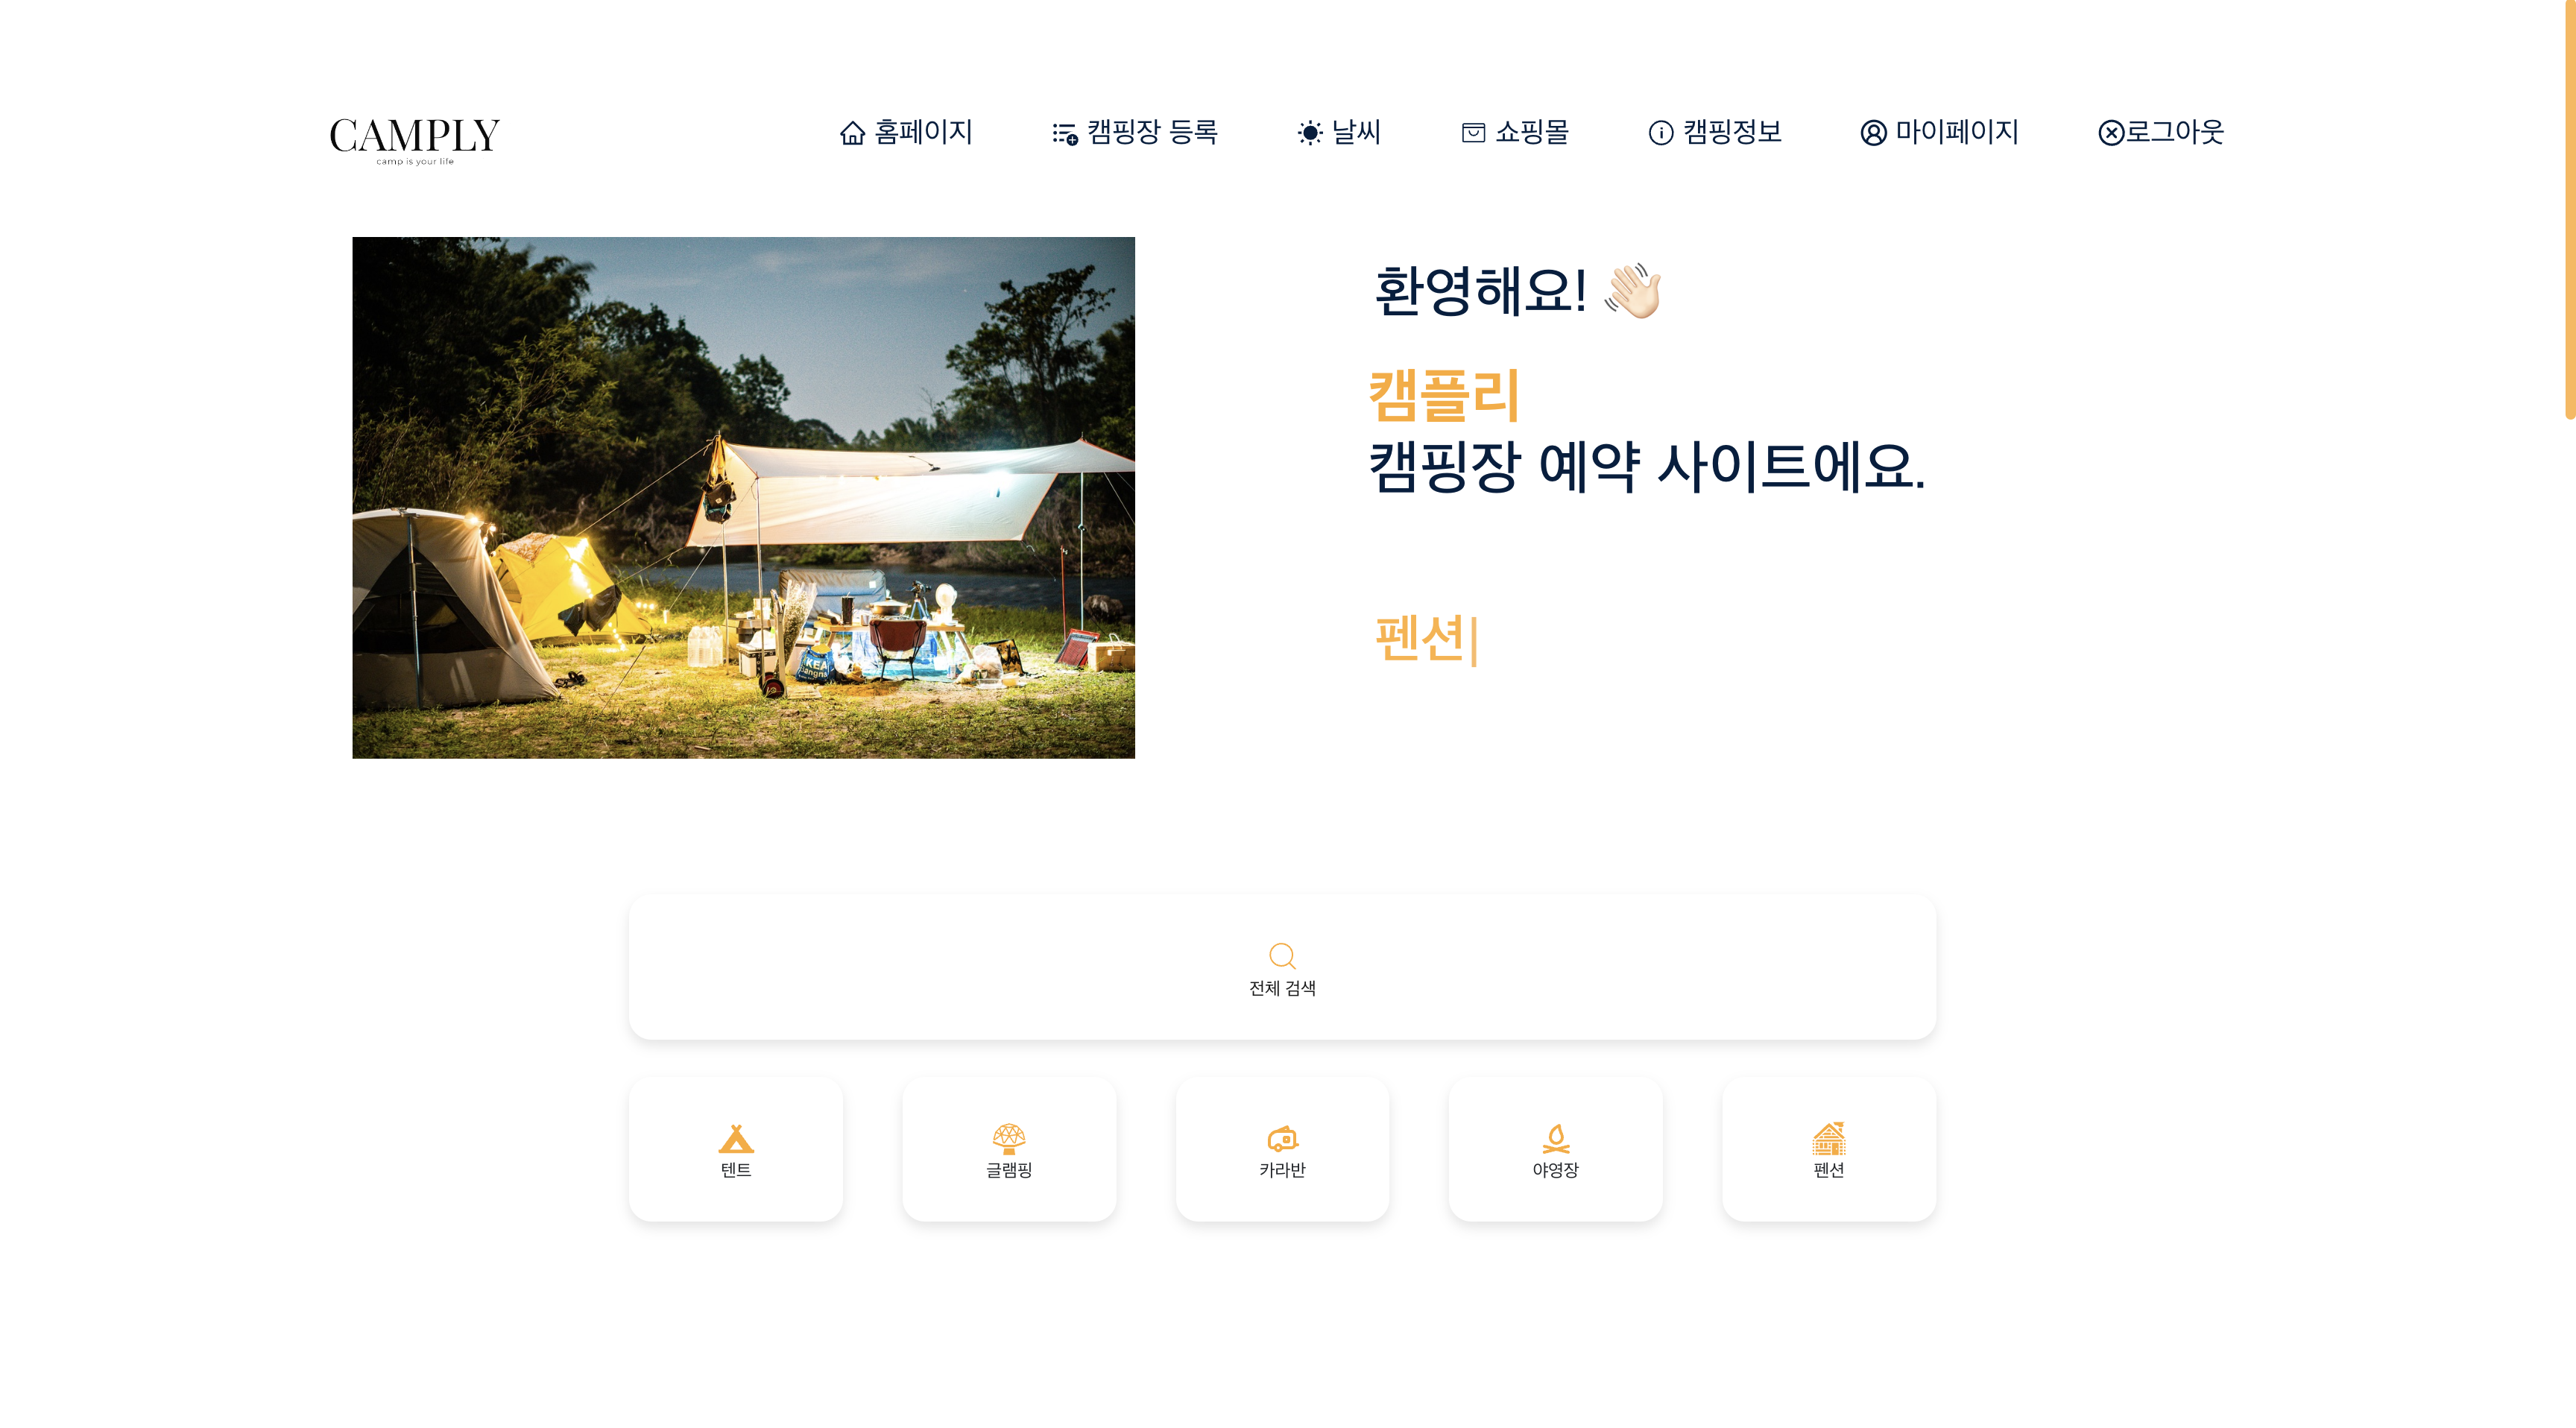 CAMPLY
camp is your life
홈페이지
캠핑장 등록
날씨
쇼핑몰
캠핑정보
마이페이지
로그아웃
환영해요! 👋🏻
캠플리
캠핑장 예약 사이트에요.
펜션|
IKEA
전체 검색
텐트
글램핑
카라반
야영장
펜션